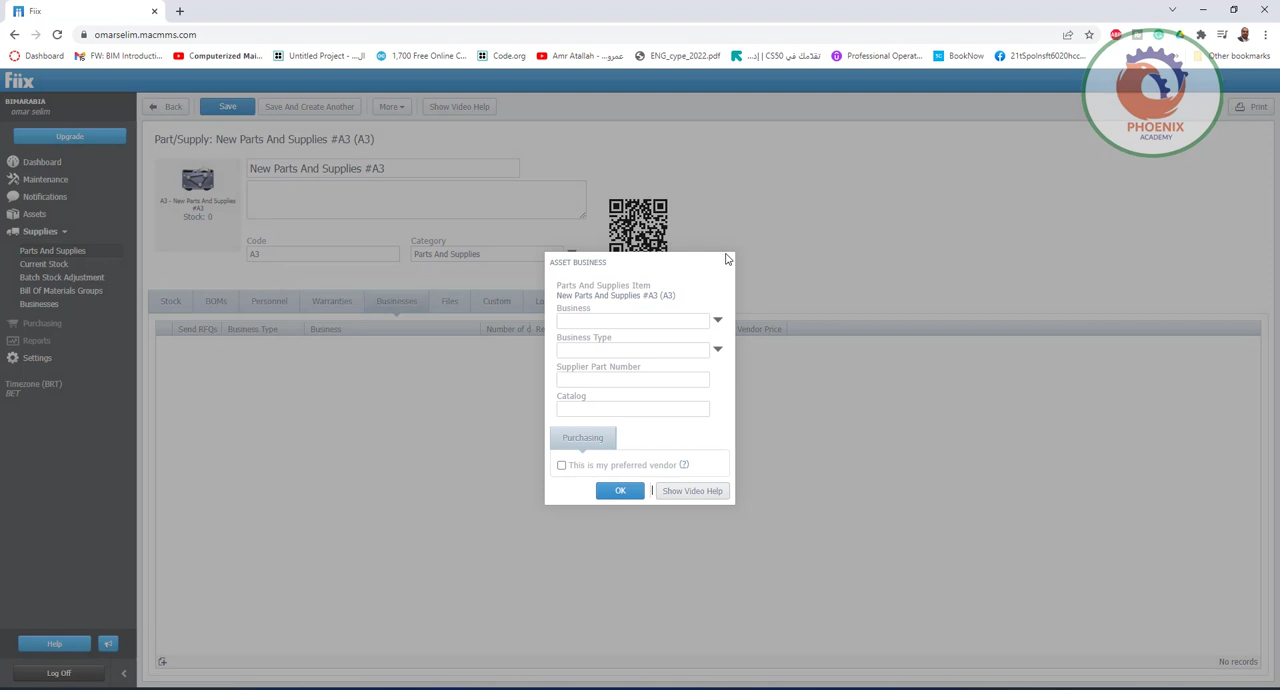 Fiix
omarselim.macmms.com
Dashboard
FW: BIM Introducti...
Computerized Mai...
Untitled Project - ال...
1,700 Free Online C...
Code.org
Amr Atallah - عمرو...
ENG_cype_2022.pdf
تقدّمك في CS50 | إد...
Professional Operat...
BookNow
21tSpolnsft6020hcc...
Other bookmarks
fiix
BIMARABIA
omar selim
Upgrade
Dashboard
Maintenance
Notifications
Assets
Supplies
Parts And Supplies
Current Stock
Batch Stock Adjustment
Bill Of Materials Groups
Businesses
Purchasing
Reports
Settings
Timezone (BRT)
BET
Help
Log Off
Back
Save
Save And Create Another
More
Show Video Help
Print
PHOENIX
ACADEMY
Part/Supply: New Parts And Supplies #A3 (A3)
A3 - New Parts And Supplies
#A3
Stock: 0
New Parts And Supplies #A3
Code
A3
Category
Parts And Supplies
Stock
BOMs
Personnel
Warranties
Businesses
Files
Custom
Lo
Send RFQs
Business Type
Business
Number of d
Re
Vendor Price
ASSET BUSINESS
Parts And Supplies Item
New Parts And Supplies #A3 (A3)
Business
Business Type
Supplier Part Number
Catalog
Purchasing
This is my preferred vendor (?)
OK
Show Video Help
No records